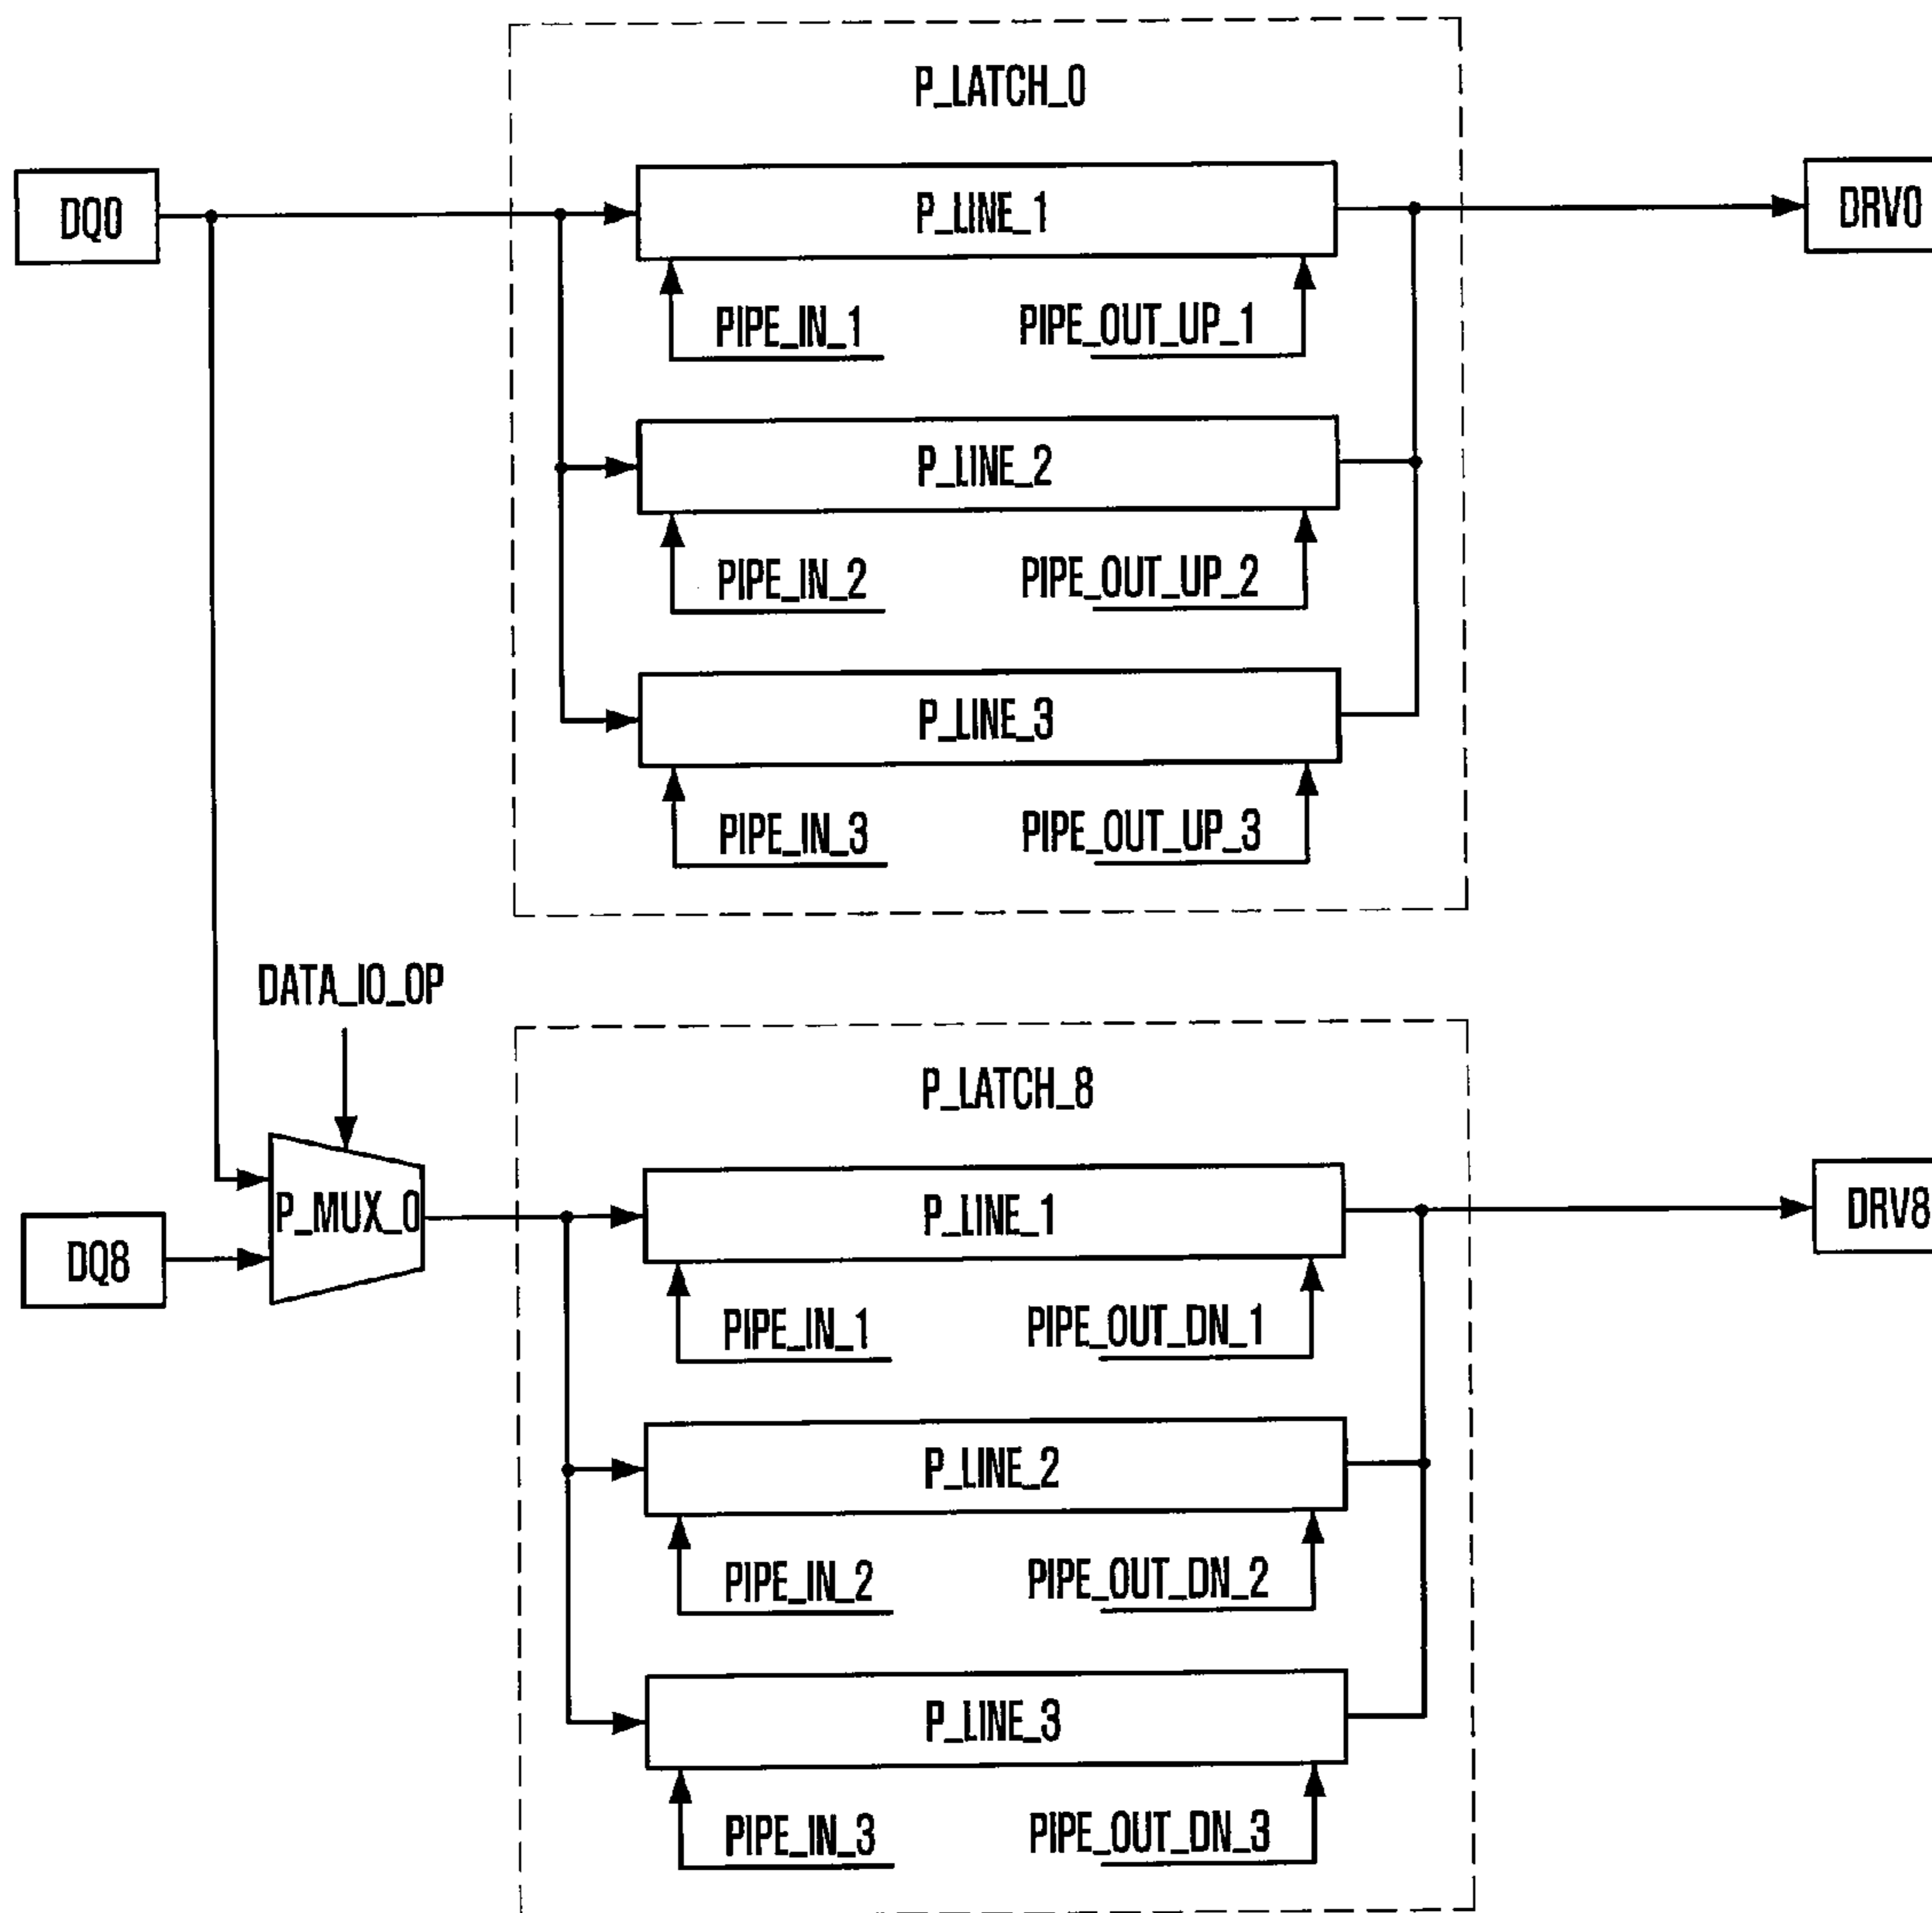 P_LATCH_0
DQ0
P_LINE_1
DRV0
PIPE_IN_1
PIPE_OUT_UP_1
P_LINE_2
PIPE_IN_2
PIPE_OUT_UP_2
P_LINE_3
PIPE_IN_3
PIPE_OUT_UP_3
DATA_IO_OP
P_LATCH_8
P_MUX_0
DQ8
P_LINE_1
DRV8
PIPE_IN_1
PIPE_OUT_DN_1
P_LINE_2
PIPE_IN_2
PIPE_OUT_DN_2
P_LINE_3
PIPE_IN_3
PIPE_OUT_DN_3